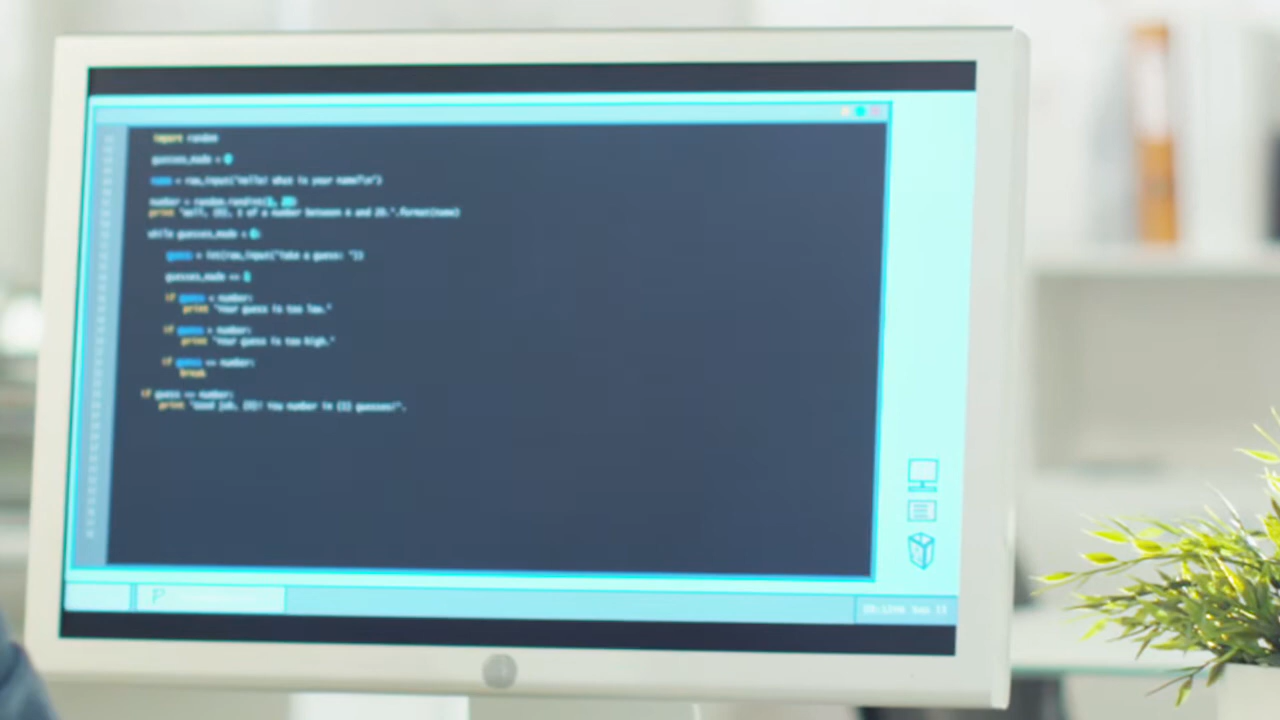 import random
guesses_made = 0
name = raw_input("Hello! What is your name?\n")
number = random.randint(1, 20)
print "Well, {0}, I of a number between and 20.".format(name)
while guesses_made < 6:
guess = int(raw_input("Take a guess: "))
guesses_made += 1
if guess < number:
print "Your guess is too low."
if guess > number:
print "Your guess is too high."
if guess == number:
break
if guess == number:
print "Good job, {0}! You number in {1} guesses!".
P